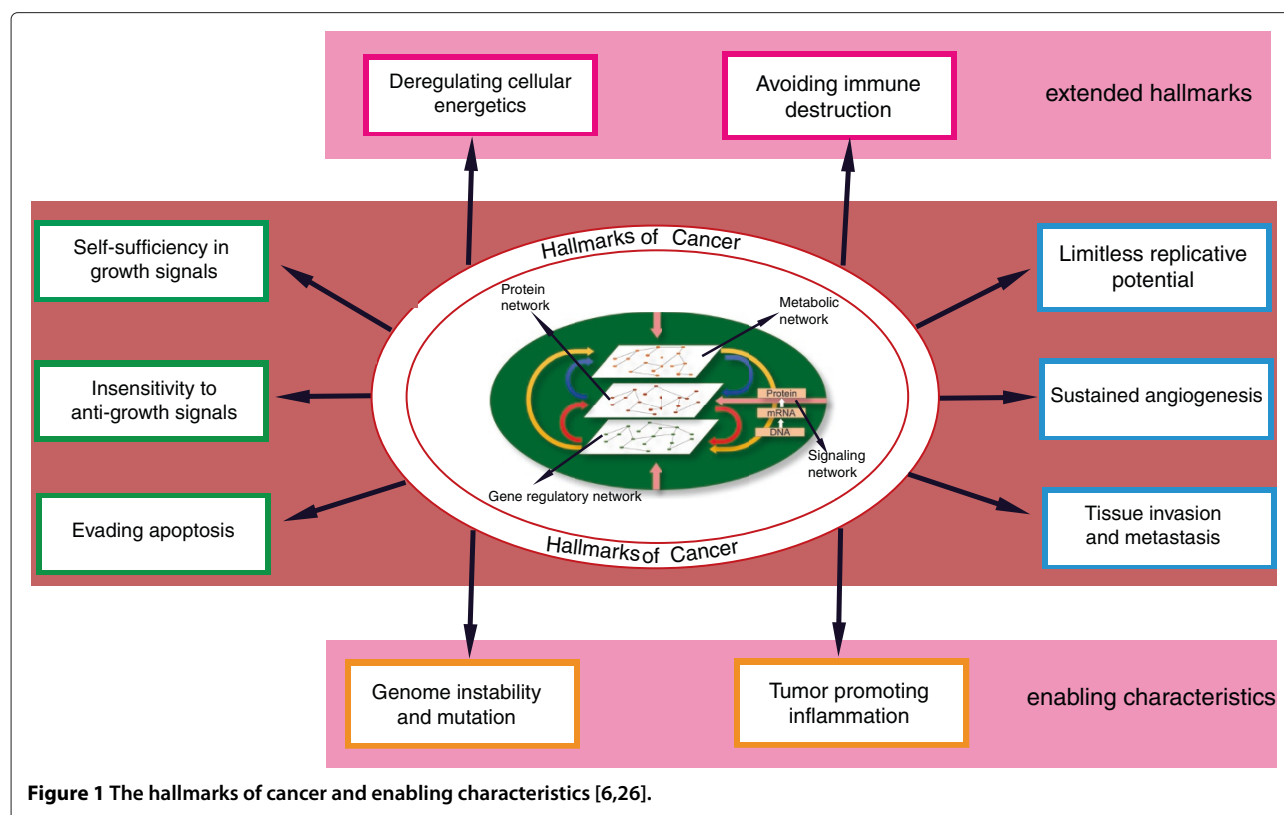 Deregulating cellular
energetics
Avoiding immune
destruction
extended hallmarks
Hallmarks of Cancer
Self-sufficiency in
growth signals
Limitless replicative
potential
Protein
network
Metabolic
network
Insensitivity to
anti-growth signals
Protein
mRNA
DNA
Sustained angiogenesis
Signaling
network
Gene regulatory network
Evading apoptosis
Tissue invasion
and metastasis
Hallmarks of Cancer
Genome instability
and mutation
Tumor promoting
inflammation
enabling characteristics
Figure 1 The hallmarks of cancer and enabling characteristics [6,26].